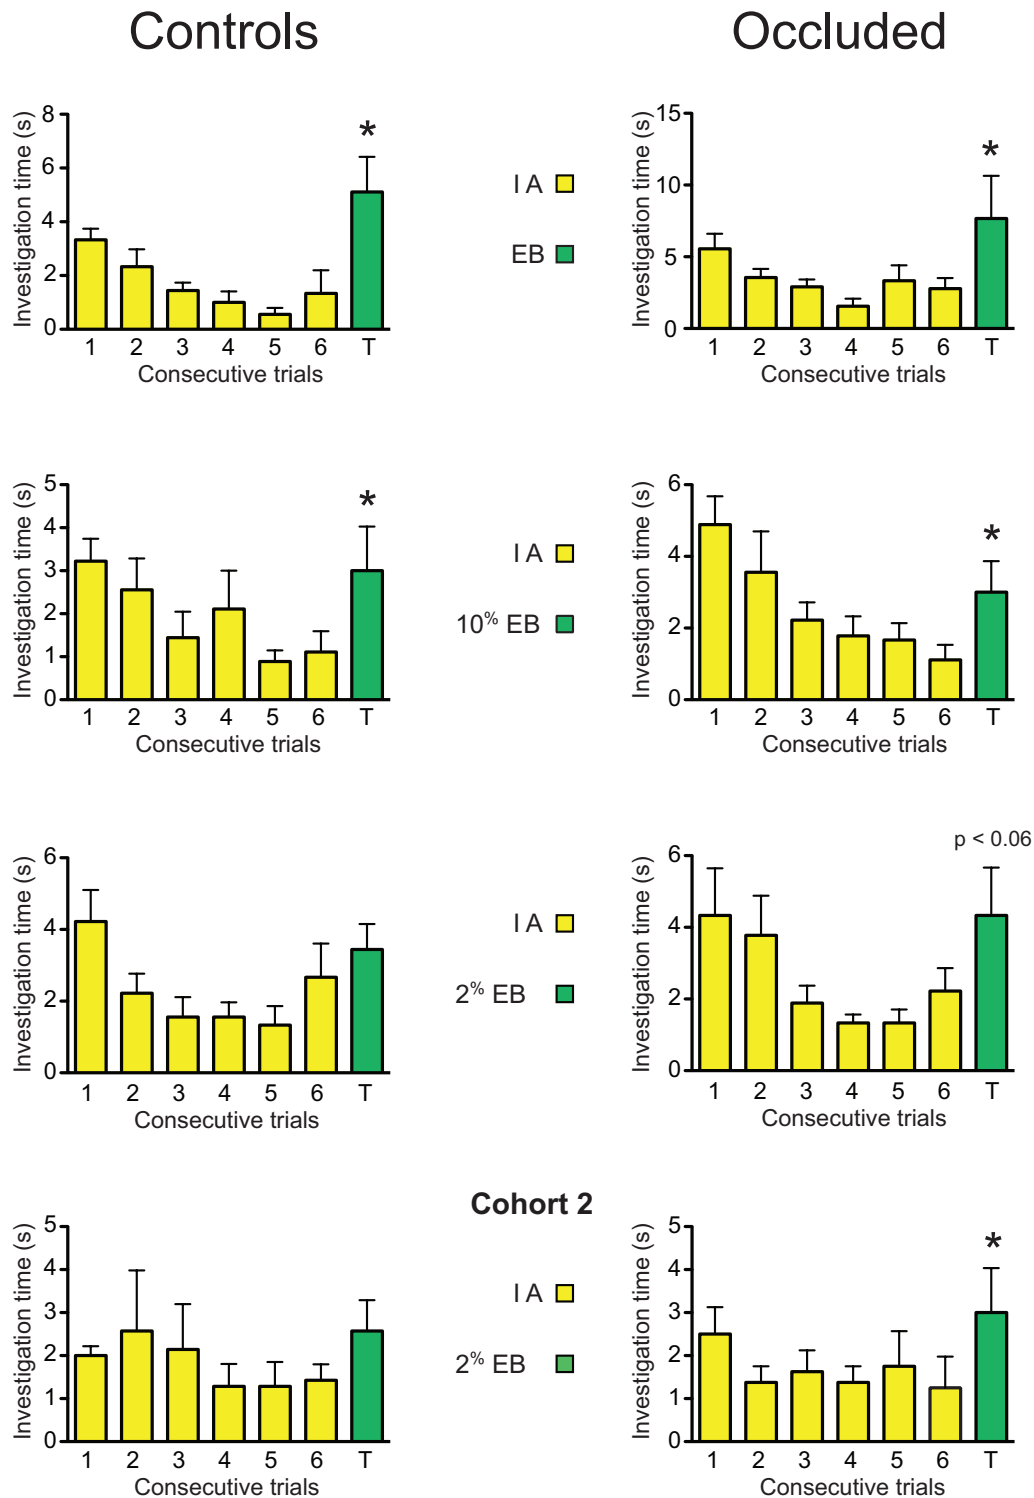 Controls
Occluded
Investigation time (s)
8
6
4
2
0
*
1 2 3 4 5 6 T
Consecutive trials
I A
EB
Investigation time (s)
15
10
5
0
*
1 2 3 4 5 6 T
Consecutive trials
Investigation time (s)
5
4
3
2
1
0
*
1 2 3 4 5 6 T
Consecutive trials
I A
10% EB
Investigation time (s)
6
4
2
0
*
1 2 3 4 5 6 T
Consecutive trials
Investigation time (s)
6
4
2
0
1 2 3 4 5 6 T
Consecutive trials
I A
2% EB
Investigation time (s)
6
4
2
0
p < 0.06
1 2 3 4 5 6 T
Consecutive trials
Cohort 2
Investigation time (s)
5
4
3
2
1
0
1 2 3 4 5 6 T
Consecutive trials
I A
2% EB
Investigation time (s)
5
4
3
2
1
0
*
1 2 3 4 5 6 T
Consecutive trials